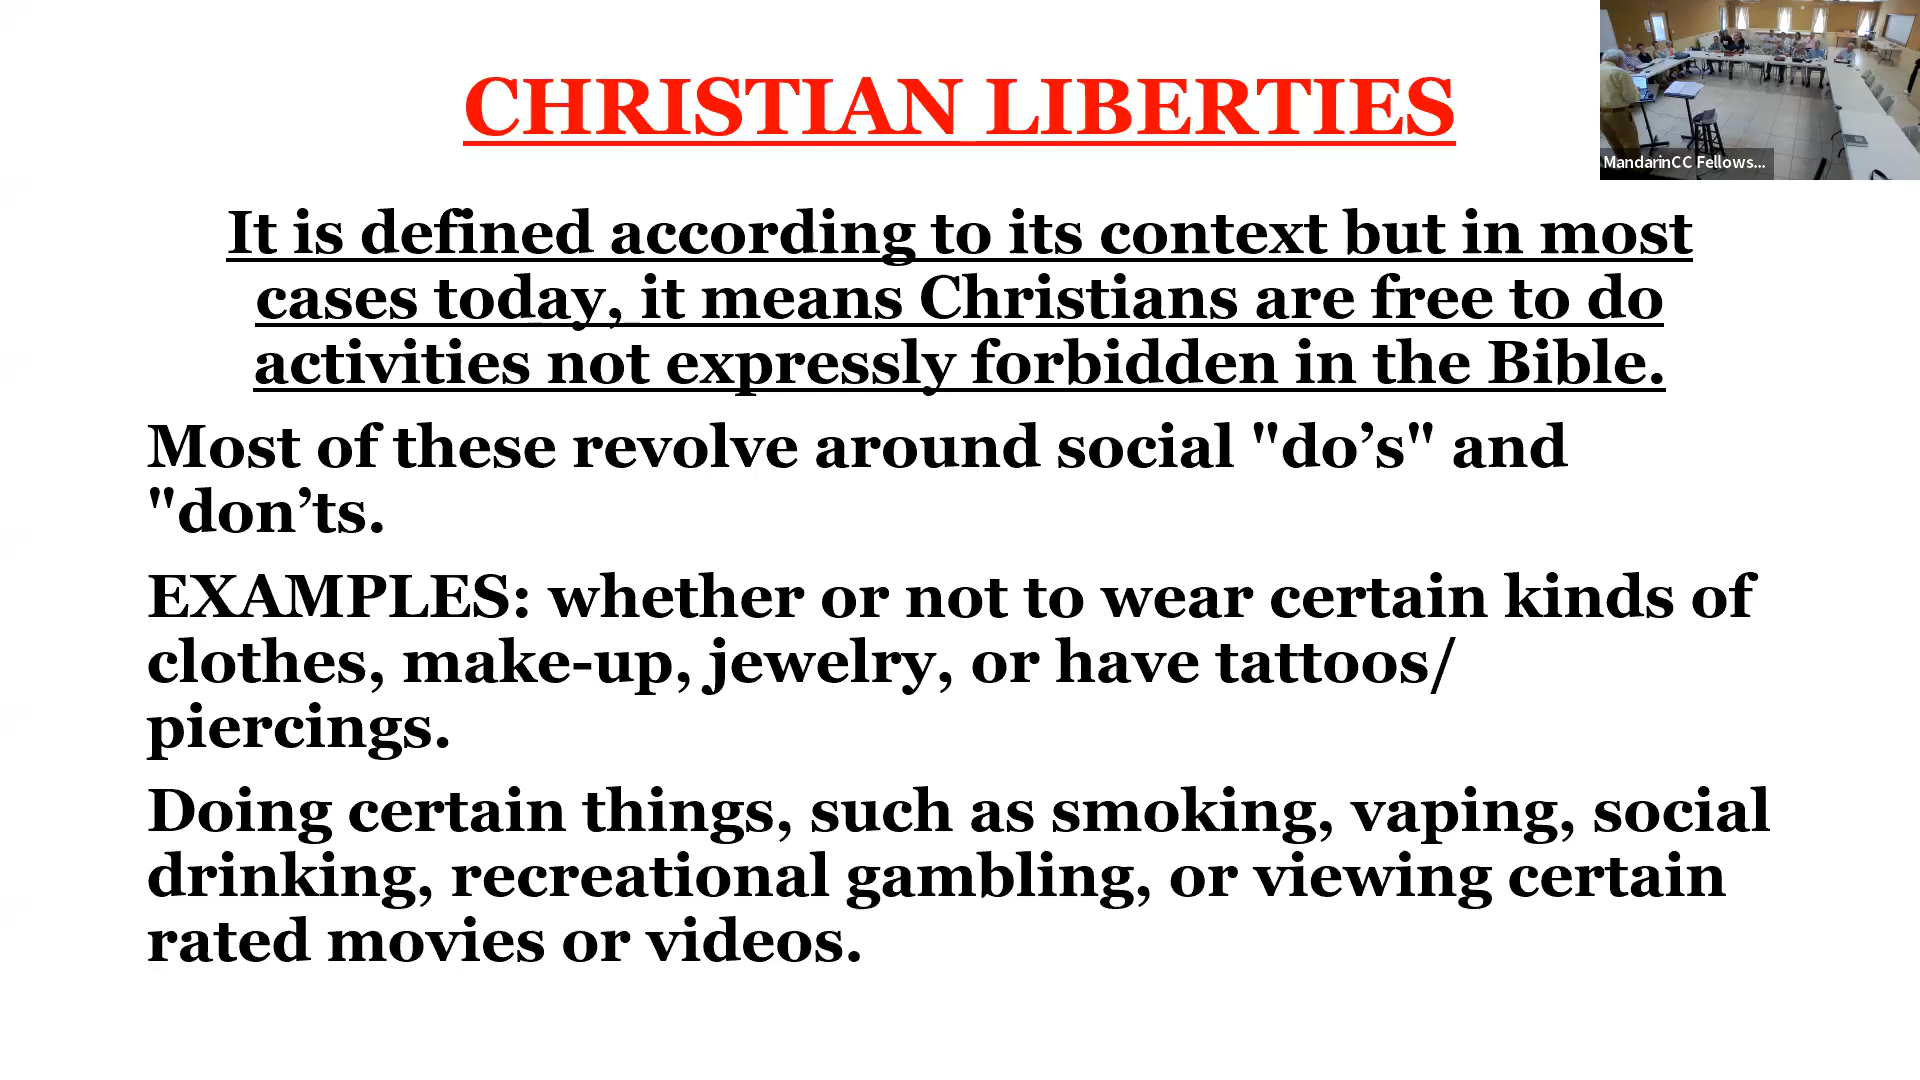 CHRISTIAN LIBERTIES
MandarinCC Fellows...
It is defined according to its context but in most
cases today, it means Christians are free to do
activities not expressly forbidden in the Bible.
Most of these revolve around social "do’s" and
"don’ts.
EXAMPLES: whether or not to wear certain kinds of
clothes, make-up, jewelry, or have tattoos/
piercings.
Doing certain things, such as smoking, vaping, social
drinking, recreational gambling, or viewing certain
rated movies or videos.